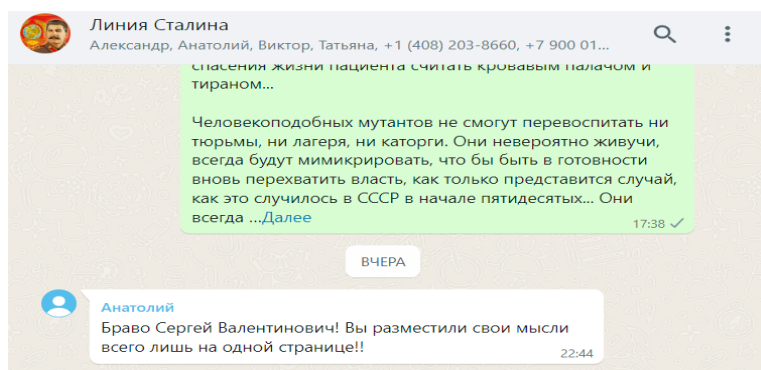 Линия Сталина
Александр, Анатолий, Виктор, Татьяна, +1 (408) 203-8660, +7 900 01...
спасения жизни пациента считать кровавым палачом и
тираном...
Человекоподобных мутантов не смогут перевоспитать ни
тюрьмы, ни лагеря, ни каторги. Они невероятно живучи,
всегда будут мимикрировать, что бы быть в готовности
вновь перехватить власть, как только представится случай,
как это случилось в СССР в начале пятидесятых... Они
всегда ...Далее
17:38
ВЧЕРА
Анатолий
Браво Сергей Валентинович! Вы разместили свои мысли
всего лишь на одной странице!!
22:44